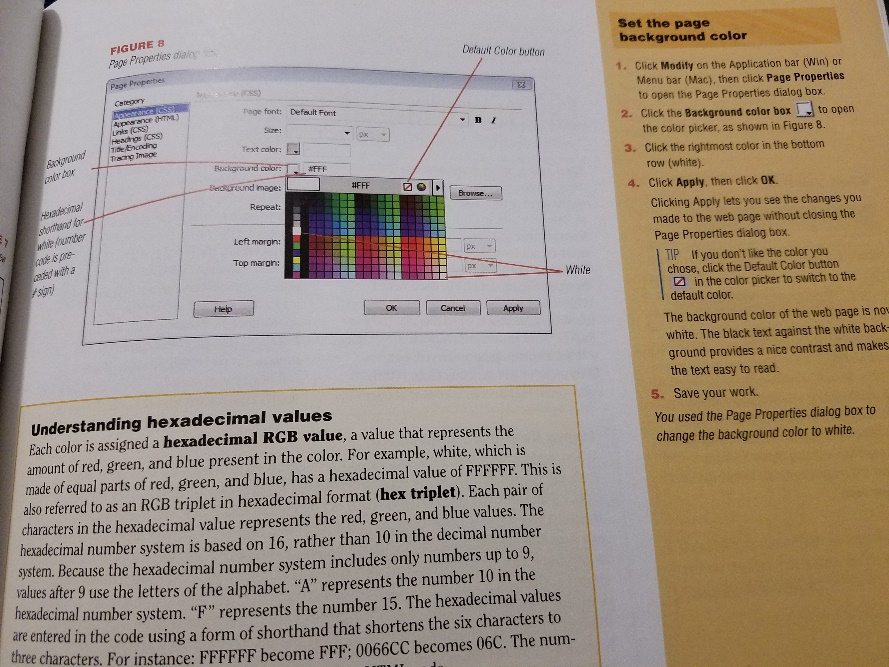 FIGURE 8
Page Properties dialog
Default Color button
Page Properties
Category
Appearance (CSS)
Appearance (HTML)
Links (CSS)
Headings (CSS)
Title/Encoding
Tracing Image
Page font: Default Font
B I
Size:
px
Text color:
Background color: #FFF
Background image:
#FFF
Browse...
Repeat:
Left margin:
px
Top margin:
px
Help
OK
Cancel
Apply
Background
color box
Hexadecimal
shorthand for
white (number
code is pre-
ceded with a
# sign)
White
Understanding hexadecimal values
Each color is assigned a hexadecimal RGB value, a value that represents the
amount of red, green, and blue present in the color. For example, white, which is
made of equal parts of red, green, and blue, has a hexadecimal value of FFFFFF. This is
also referred to as an RGB triplet in hexadecimal format (hex triplet). Each pair of
characters in the hexadecimal value represents the red, green, and blue values. The
hexadecimal number system is based on 16, rather than 10 in the decimal number
system. Because the hexadecimal number system includes only numbers up to 9,
values after 9 use the letters of the alphabet. “A” represents the number 10 in the
hexadecimal number system. “F” represents the number 15. The hexadecimal values
are entered in the code using a form of shorthand that shortens the six characters to
three characters. For instance: FFFFFF become FFF; 0066CC becomes 06C. The num-
Set the page
background color
1. Click Modify on the Application bar (Win) or
Menu bar (Mac), then click Page Properties
to open the Page Properties dialog box.
2. Click the Background color box to open
the color picker, as shown in Figure 8.
3. Click the rightmost color in the bottom
row (white).
4. Click Apply, then click OK.
Clicking Apply lets you see the changes you
made to the web page without closing the
Page Properties dialog box.
TIP If you don't like the color you
chose, click the Default Color button
in the color picker to switch to the
default color.
The background color of the web page is now
white. The black text against the white back-
ground provides a nice contrast and makes
the text easy to read.
5. Save your work.
You used the Page Properties dialog box to
change the background color to white.